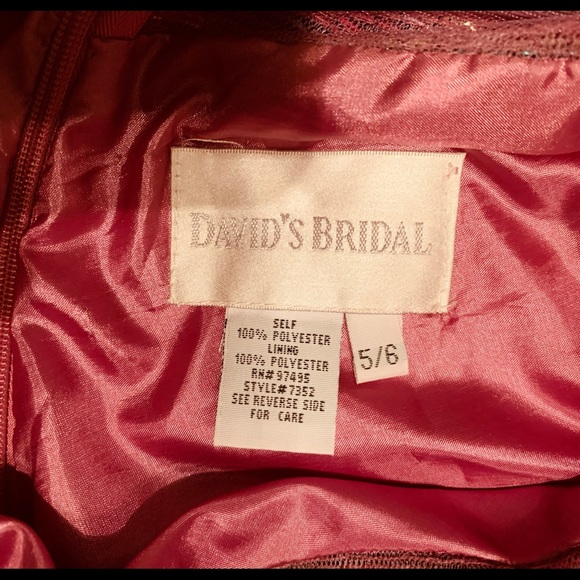 DAVID'S BRIDAL
SELF
100% POLYESTER
LINING
100% POLYESTER
RN# 97495
STYLE# 7352
SEE REVERSE SIDE
FOR CARE
5/6